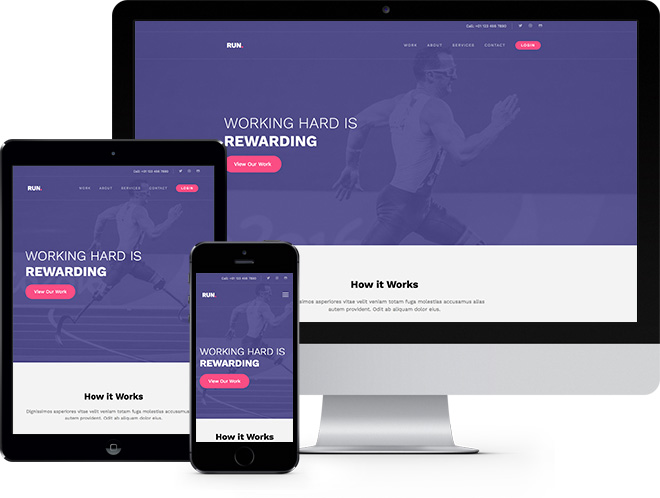 Call: +01 123 456 7890
RUN.
WORK ABOUT SERVICES CONTACT LOGIN
WORKING HARD IS
REWARDING
View Our Work
How it Works
asperiores vitae velit veniam totam fuga molestias accusamus alias
autem provident. Odit ab aliquam dolor eius.
Call: +01 123 456 7890
RUN.
WORK ABOUT SERVICES CONTACT LOGIN
WORKING HARD IS
REWARDING
View Our Work
How it Works
Dignissimos asperiores vitae velit veniam totam fuga molestias accusamus
autem provident. Odit ab aliquam dolor eius.
Call: +01 123 456 7890
RUN.
WORKING HARD IS
REWARDING
View Our Work
How it Works